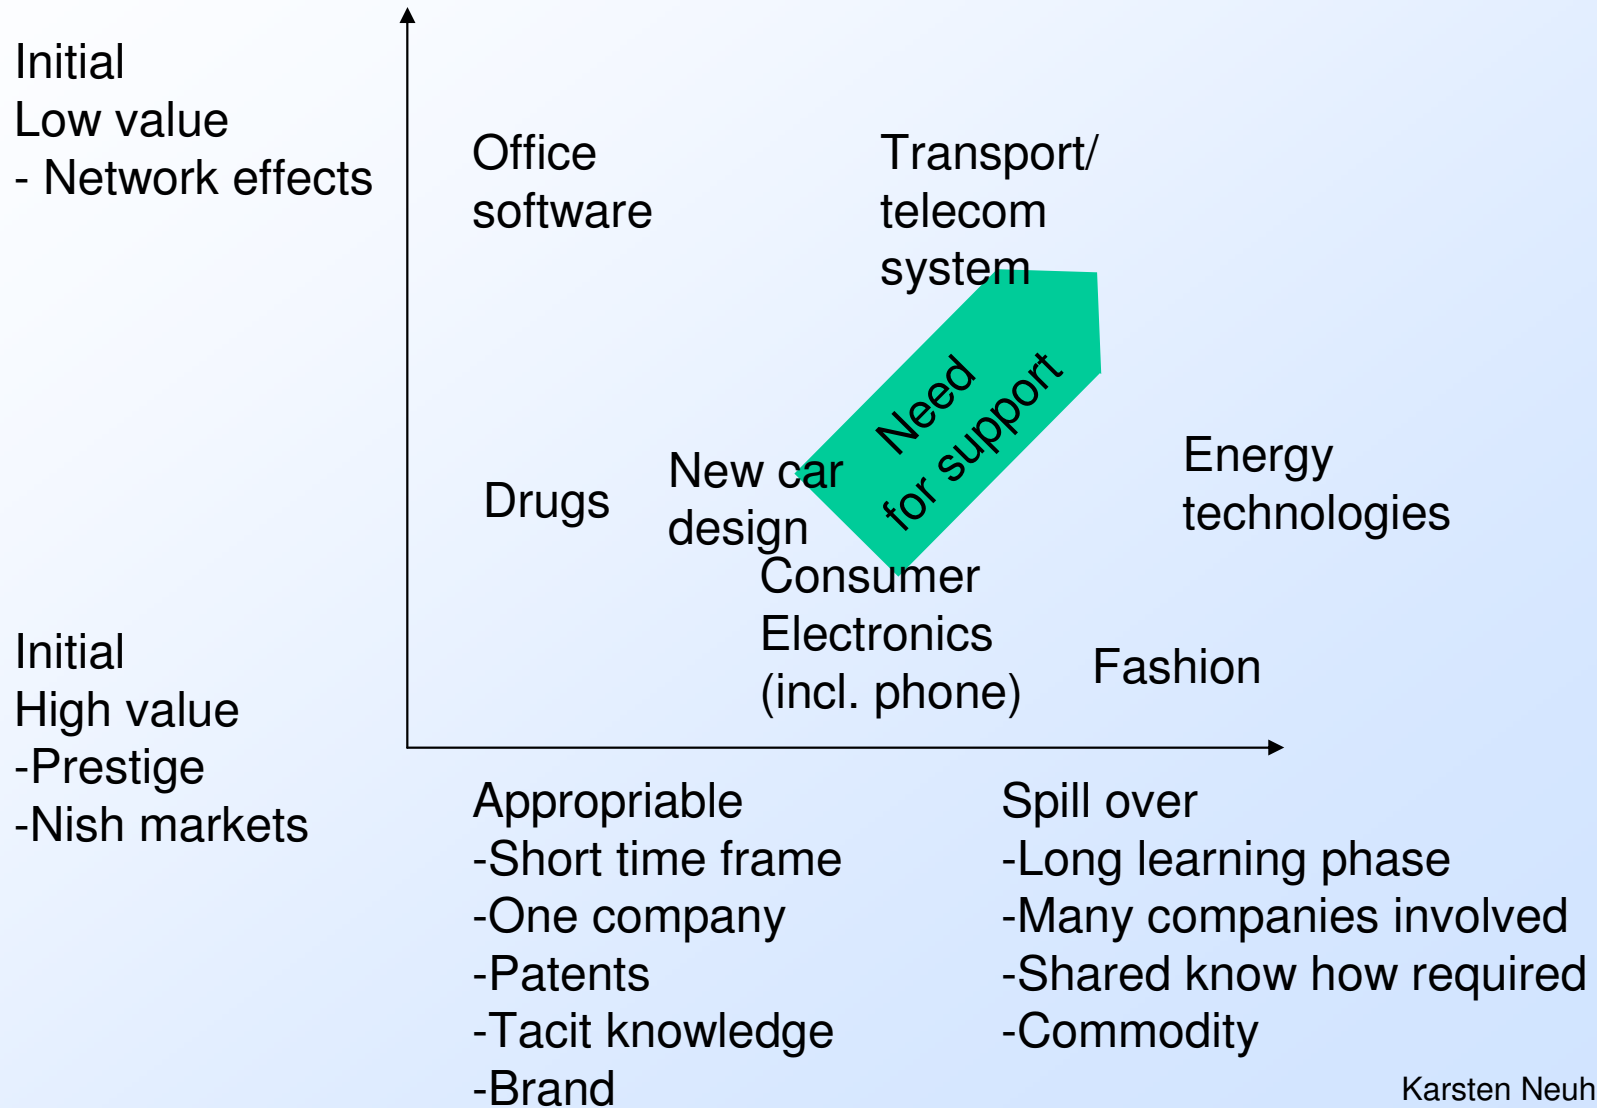 Initial
Low value
- Network effects
Office
software
Transport/
telecom
system
Need
for support
Drugs
New car
design
Energy
technologies
Consumer
Electronics
(incl. phone)
Fashion
Initial
High value
-Prestige
-Nish markets
Appropriable
-Short time frame
-One company
-Patents
-Tacit knowledge
-Brand
Spill over
-Long learning phase
-Many companies involved
-Shared know how required
-Commodity
Karsten Neuh